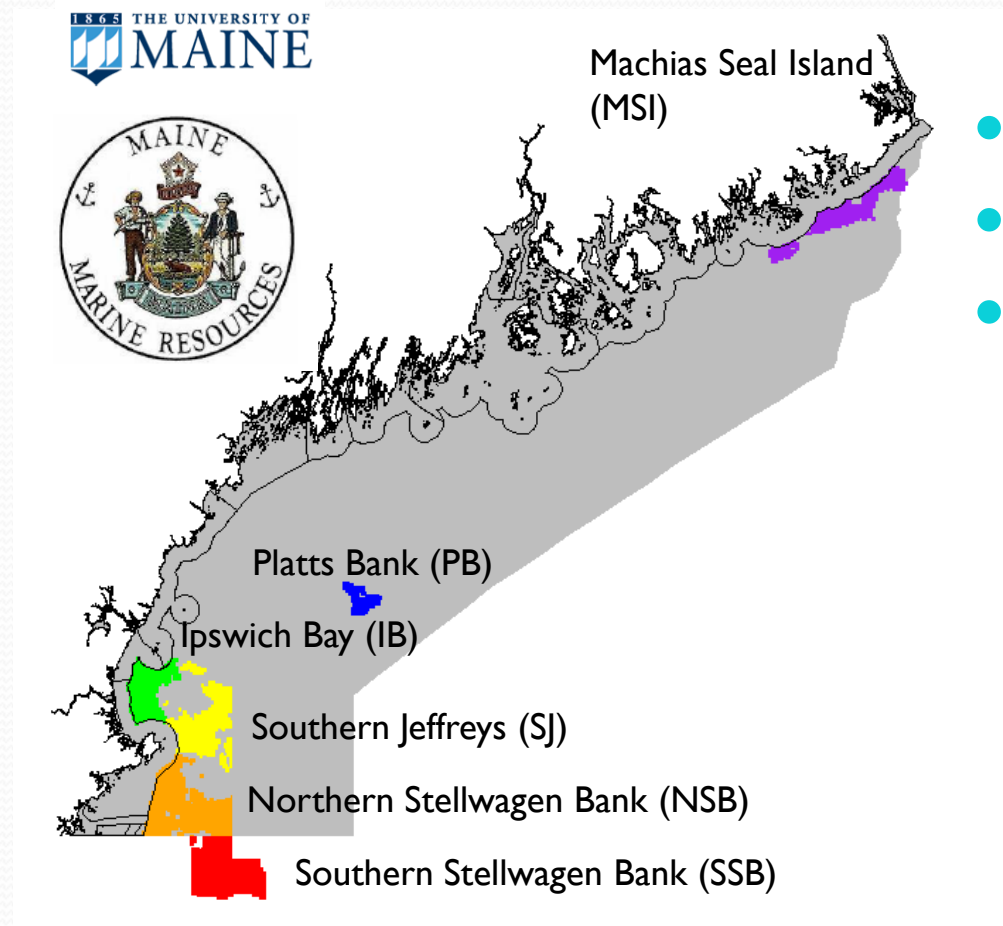 1865 THE UNIVERSITY OF
MAINE
MAINE
MARINE RESOURCES
Machias Seal Island
(MSI)
Platts Bank (PB)
Ipswich Bay (IB)
Southern Jeffreys (SJ)
Northern Stellwagen Bank (NSB)
Southern Stellwagen Bank (SSB)